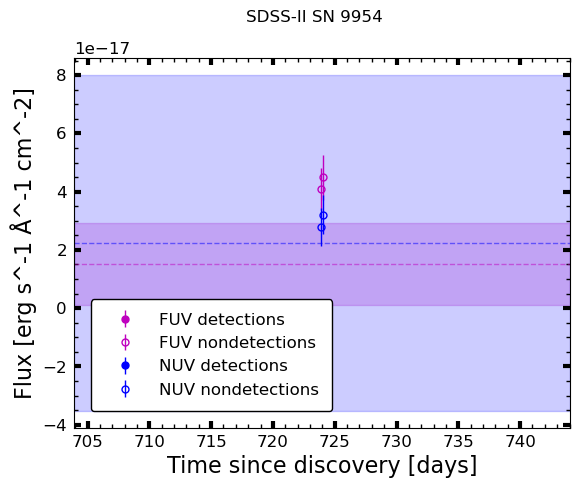 SDSS-II SN 9954
1e−17
Flux [erg s^-1 Å^-1 cm^-2]
8
6
4
2
0
−2
−4
FUV detections
FUV nondetections
NUV detections
NUV nondetections
705 710 715 720 725 730 735 740
Time since discovery [days]